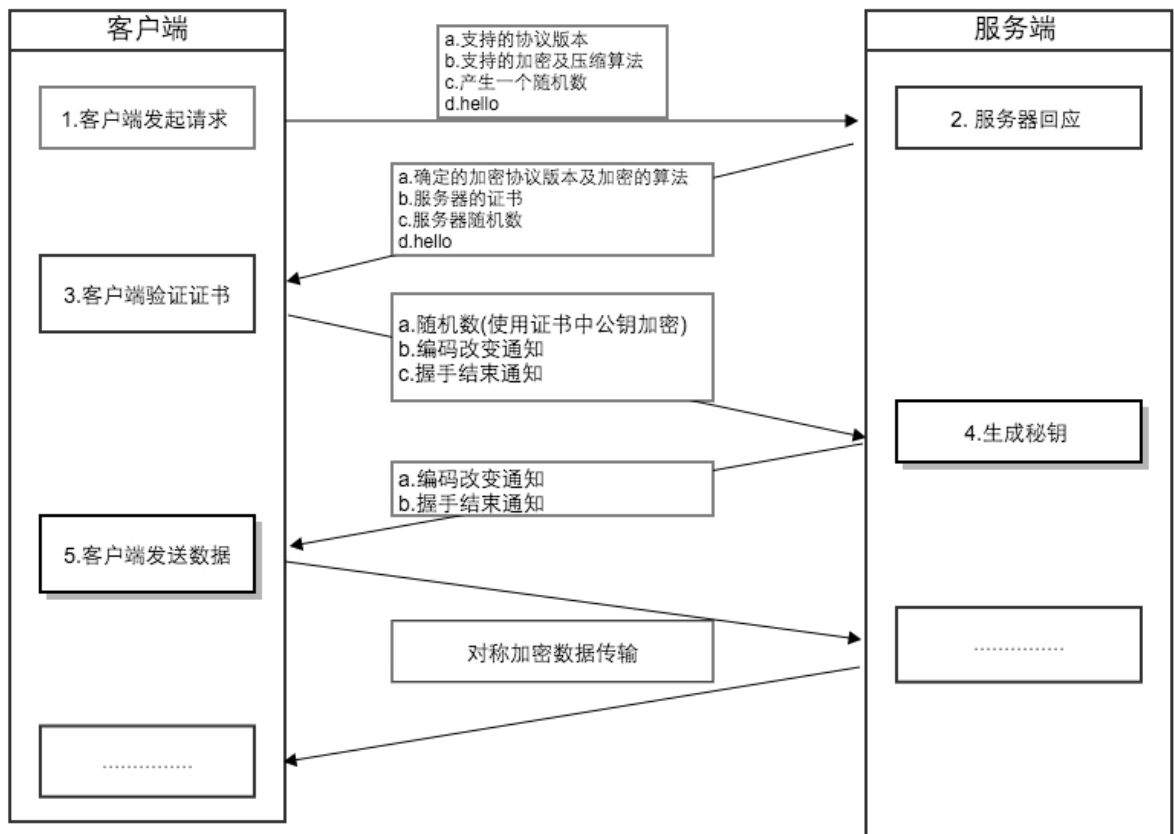 客户端
服务端
a.支持的协议版本
b.支持的加密及压缩算法
c.产生一个随机数
d.hello
1.客户端发起请求
2. 服务器回应
a.确定的加密协议版本及加密的算法
b.服务器的证书
c.服务器随机数
d.hello
3.客户端验证证书
a.随机数(使用证书中公钥加密)
b.编码改变通知
c.握手结束通知
4.生成秘钥
a.编码改变通知
b.握手结束通知
5.客户端发送数据
对称加密数据传输
...............
...............